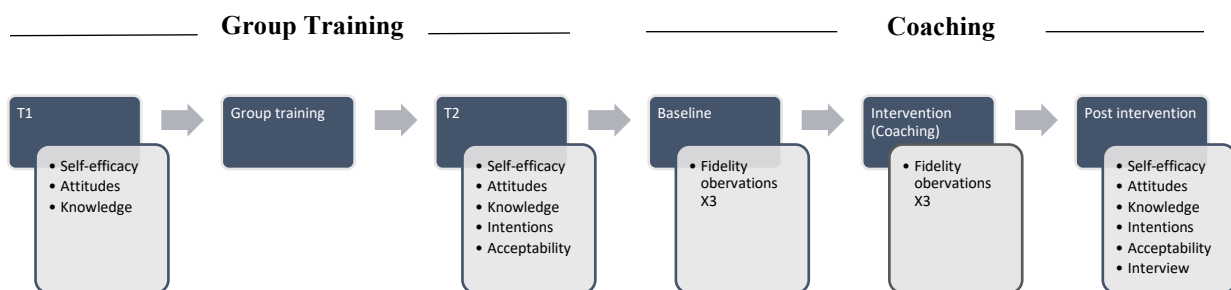 Group Training
Coaching
T1
• Self-efficacy
• Attitudes
• Knowledge
Group training
T2
• Self-efficacy
• Attitudes
• Knowledge
• Intentions
• Acceptability
Baseline
• Fidelity
obervations
X3
Intervention
(Coaching)
• Fidelity
obervations
X3
Post intervention
• Self-efficacy
• Attitudes
• Knowledge
• Intentions
• Acceptability
• Interview